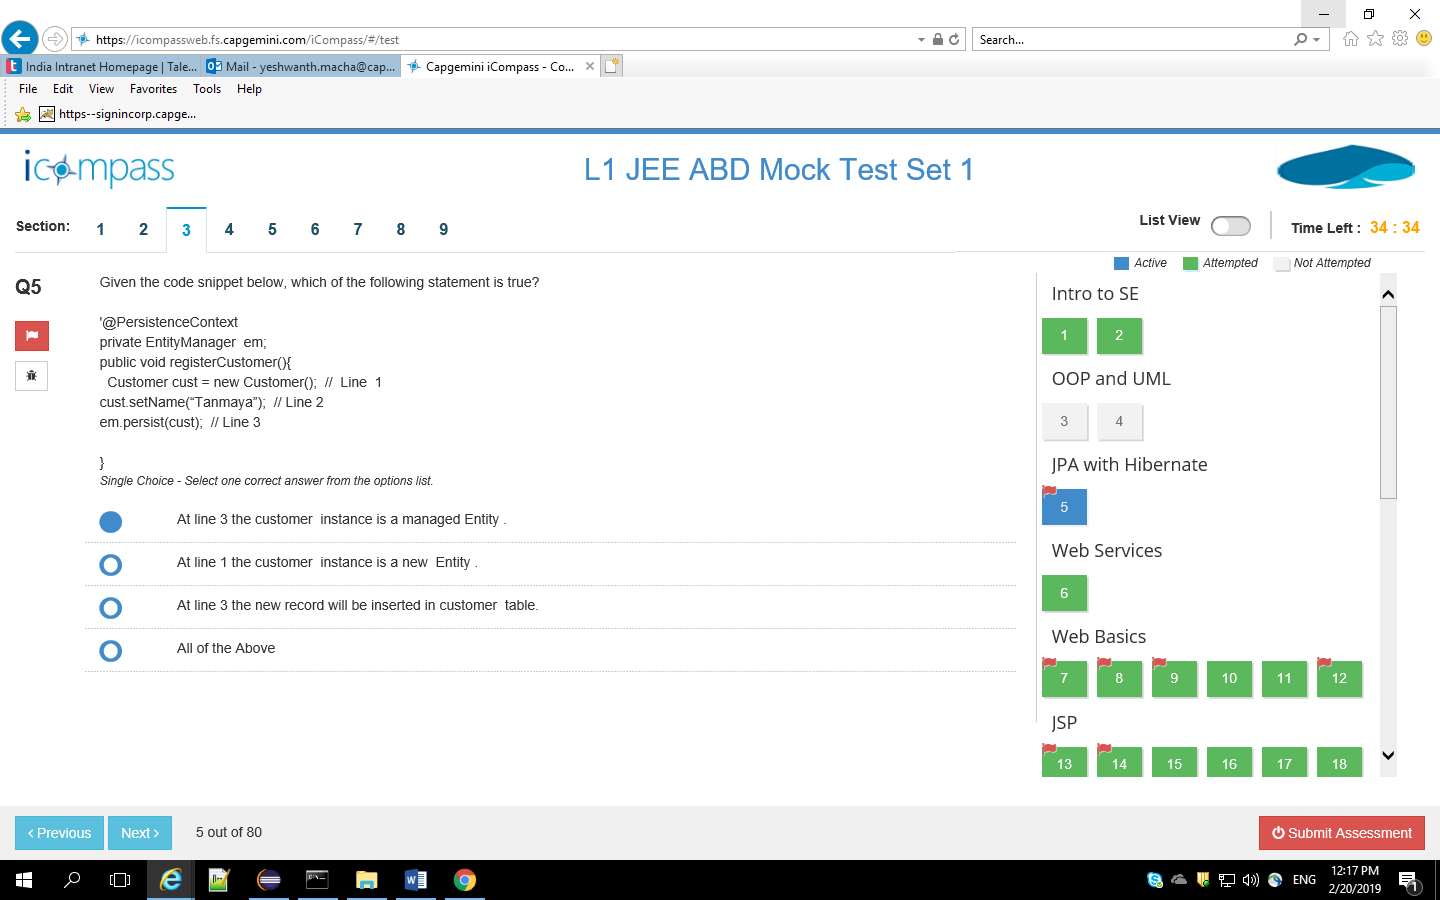 https://icompassweb.fs.capgemini.com/iCompass/#/test
Search...
India Intranet Homepage | Tale...
Mail - yeshwanth.macha@cap...
Capgemini iCompass - Co...
File Edit View Favorites Tools Help
https--signincorp.capge...
icompass
L1 JEE ABD Mock Test Set 1
Section: 1 2 3 4 5 6 7 8 9
List View
Time Left : 34 : 34
Active Attempted Not Attempted
Q5
Given the code snippet below, which of the following statement is true?
'@PersistenceContext
private EntityManager em;
public void registerCustomer(){
Customer cust = new Customer(); // Line 1
cust.setName(“Tanmaya”); // Line 2
em.persist(cust); // Line 3
}
Single Choice - Select one correct answer from the options list.
At line 3 the customer instance is a managed Entity .
At line 1 the customer instance is a new Entity .
At line 3 the new record will be inserted in customer table.
All of the Above
Intro to SE
1 2
OOP and UML
3 4
JPA with Hibernate
5
Web Services
6
Web Basics
7 8 9 10 11 12
JSP
13 14 15 16 17 18
Previous
Next
5 out of 80
Submit Assessment
ENG
12:17 PM
2/20/2019
1